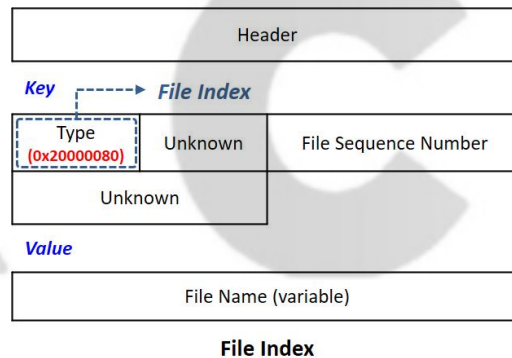 Header
Key File Index
Type Unknown File Sequence Number
(0x20000080)
Unknown
Value
File Name (variable)
File Index